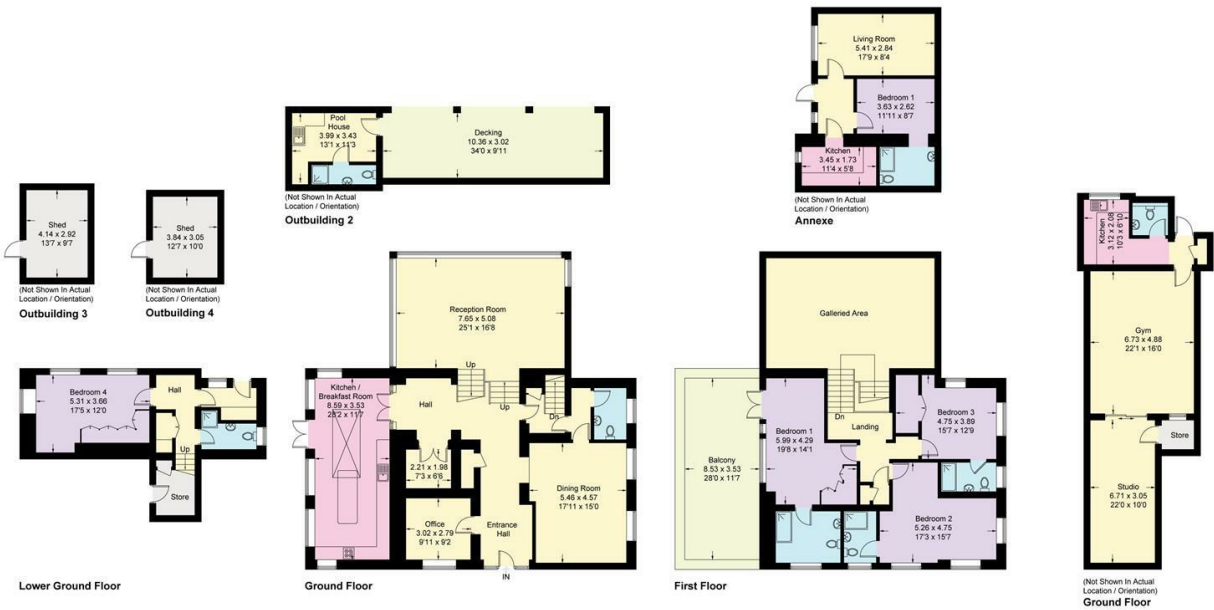 Living Room
5.41 x 2.84
17'9 x 8'4
Bedroom 1
3.63 x 2.62
11'11 x 8'7
Kitchen
3.45 x 1.73
11'4 x 5'8
(Not Shown In Actual
Location / Orientation)
Annexe
Pool
House
3.99 x 3.43
13'1 x 11'3
Decking
10.36 x 3.02
34'0 x 9'11
(Not Shown In Actual
Location / Orientation)
Outbuilding 2
Shed
4.14 x 2.92
13'7 x 9'7
(Not Shown In Actual
Location / Orientation)
Outbuilding 3
Shed
3.84 x 3.05
12'7 x 10'0
(Not Shown In Actual
Location / Orientation)
Outbuilding 4
Bedroom 4
5.31 x 3.66
17'5 x 12'0
Hall
Up
Store
Lower Ground Floor
Reception Room
7.65 x 5.08
25'1 x 16'8
Up
Kitchen /
Breakfast Room
8.59 x 3.53
28'2 x 11'7
Hall
Up
Dn
2.21 x 1.98
7'3 x 6'6
Dining Room
5.46 x 4.57
17'11 x 15'0
Office
3.02 x 2.79
9'11 x 9'2
Entrance
Hall
IN
Ground Floor
Galleried Area
Balcony
8.53 x 3.53
28'0 x 11'7
Bedroom 1
5.99 x 4.29
19'8 x 14'1
Dn
Landing
Bedroom 3
4.75 x 3.89
15'7 x 12'9
Bedroom 2
5.26 x 4.75
17'3 x 15'7
First Floor
Kitchen
3.12 x 2.08
10'3 x 6'10
Gym
6.73 x 4.88
22'1 x 16'0
Store
Studio
6.71 x 3.05
22'0 x 10'0
(Not Shown In Actual
Location / Orientation)
Ground Floor